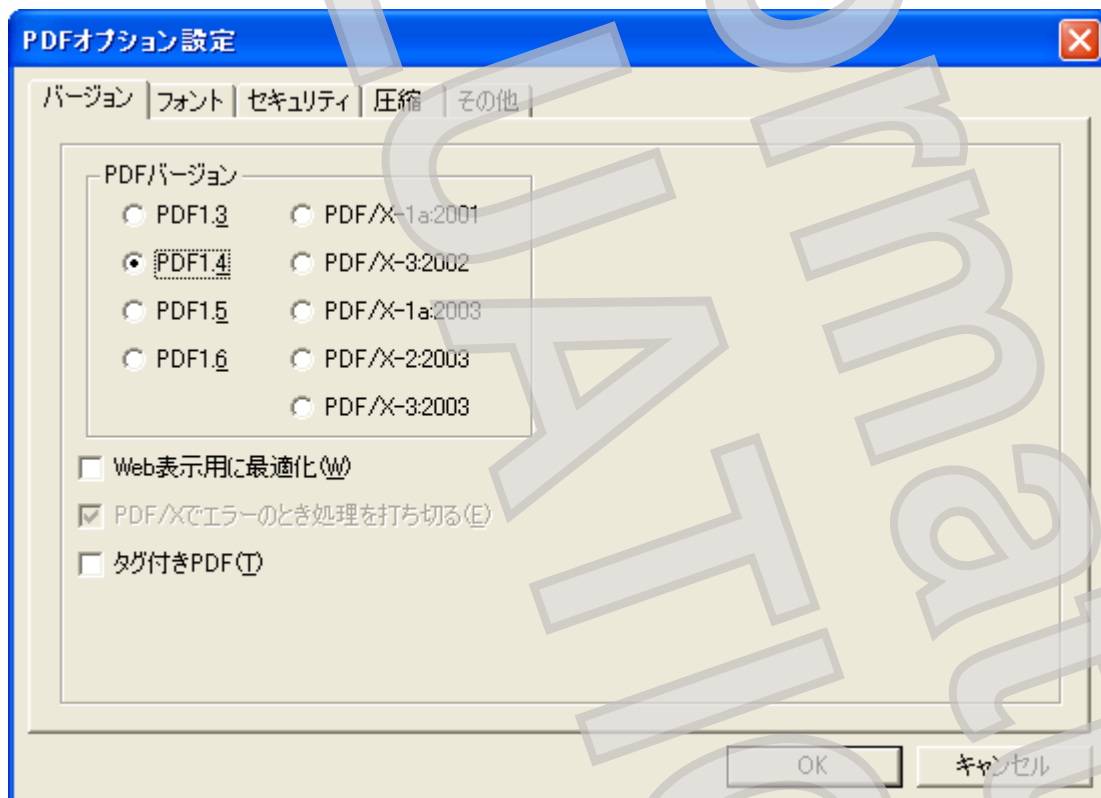 PDFオプション設定
バージョン フォント セキュリティ 圧縮 その他
PDFバージョン
PDF1.3 PDF/X-1a:2001
PDF1.4 PDF/X-3:2002
PDF1.5 PDF/X-1a:2003
PDF1.6 PDF/X-2:2003
PDF/X-3:2003
Web表示用に最適化(W)
PDF/Xでエラーのとき処理を打ち切る(E)
タグ付きPDF(T)
OK キャンセル